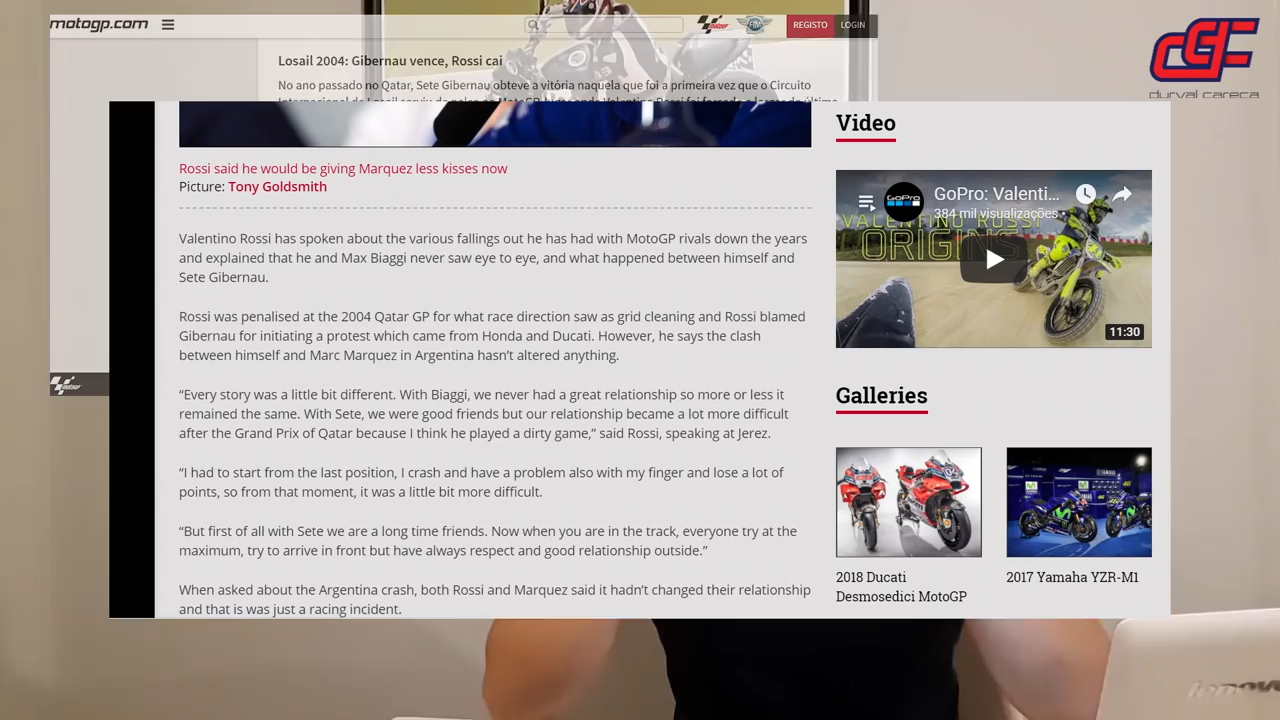 motogp.com
REGISTO LOGIN
durval careca
Losail 2004: Gibernau vence, Rossi cai
No ano passado no Qatar, Sete Gibernau obteve a vitória naquela que foi a primeira vez que o Circuito
Rossi said he would be giving Marquez less kisses now
Picture: Tony Goldsmith
Valentino Rossi has spoken about the various fallings out he has had with MotoGP rivals down the years
and explained that he and Max Biaggi never saw eye to eye, and what happened between himself and
Sete Gibernau.
Rossi was penalised at the 2004 Qatar GP for what race direction saw as grid cleaning and Rossi blamed
Gibernau for initiating a protest which came from Honda and Ducati. However, he says the clash
between himself and Marc Marquez in Argentina hasn't altered anything.
“Every story was a little bit different. With Biaggi, we never had a great relationship so more or less it
remained the same. With Sete, we were good friends but our relationship became a lot more difficult
after the Grand Prix of Qatar because I think he played a dirty game,” said Rossi, speaking at Jerez.
“I had to start from the last position, I crash and have a problem also with my finger and lose a lot of
points, so from that moment, it was a little bit more difficult.
“But first of all with Sete we are a long time friends. Now when you are in the track, everyone try at the
maximum, try to arrive in front but have always respect and good relationship outside.”
When asked about the Argentina crash, both Rossi and Marquez said it hadn't changed their relationship
and that is was just a racing incident.
Video
GoPro
GoPro: Valenti...
384 mil visualizações •
VALENTINO ROSSI
ORIGINS
11:30
Galleries
2018 Ducati
Desmosedici MotoGP
2017 Yamaha YZR-M1
lenovo